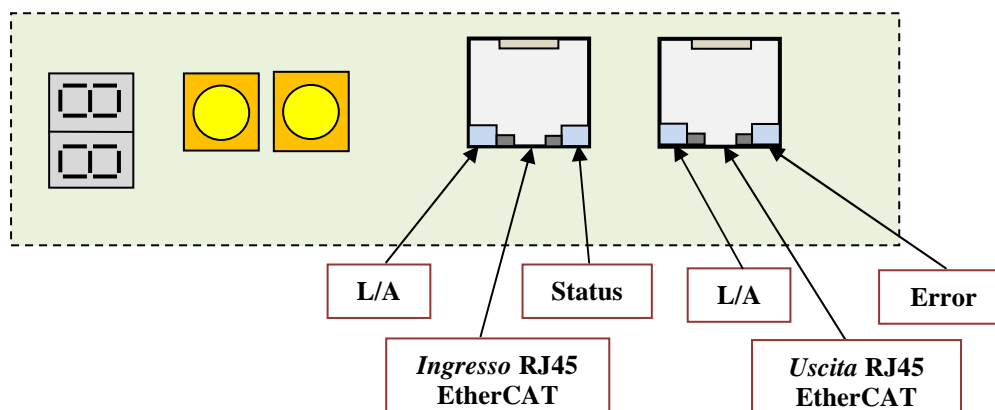 L/A
Status
L/A
Error
Ingresso RJ45
EtherCAT
Uscita RJ45
EtherCAT